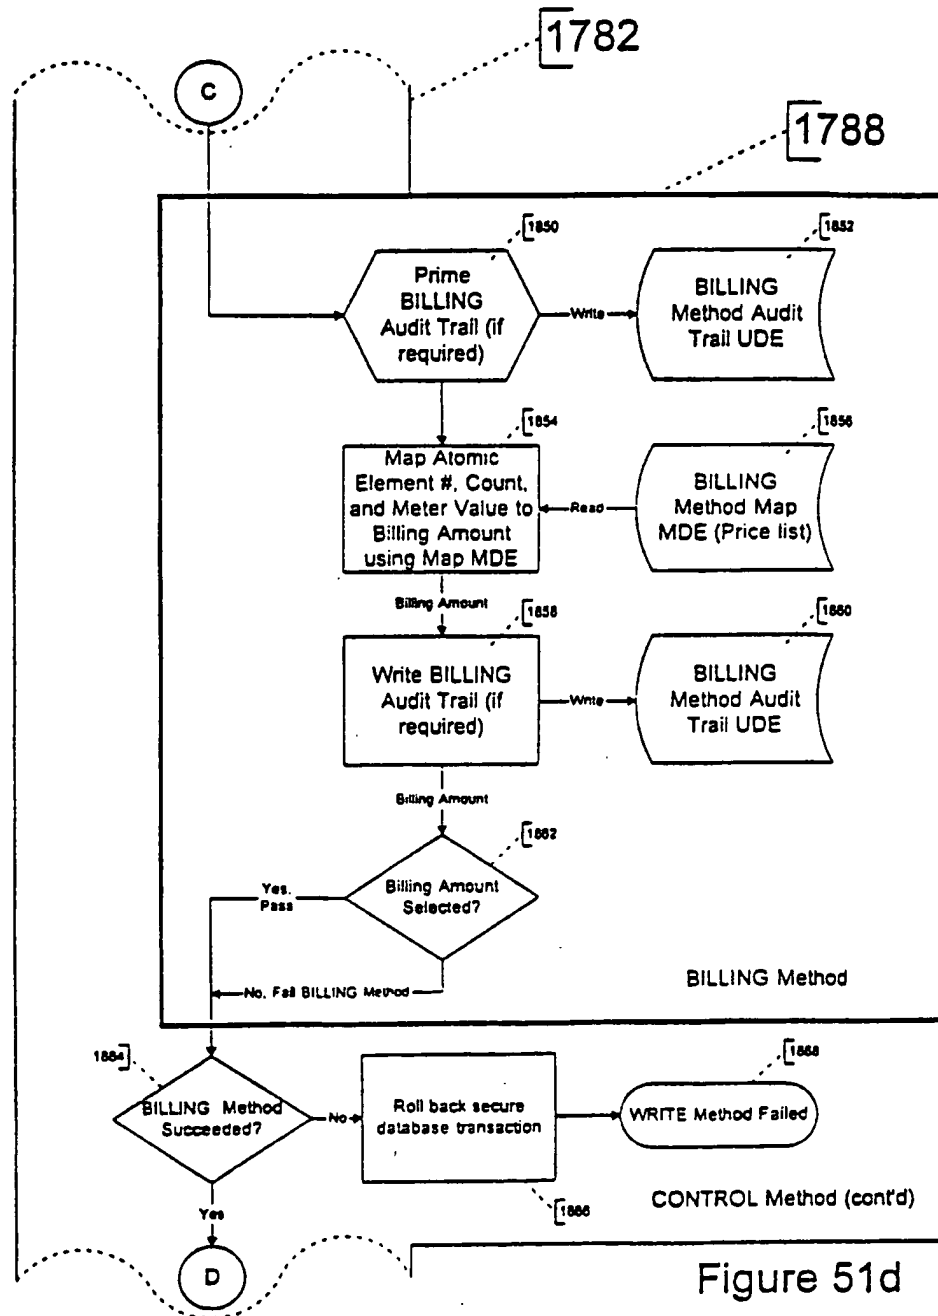 1782
C
1788
1850
Prime
BILLING
Audit Trail (if
required)
Write
1852
BILLING
Method Audit
Trail UDE
1854
Map Atomic
Element #, Count,
and Meter Value to
Billing Amount
using Map MDE
Read
1856
BILLING
Method Map
MDE (Price list)
Billing Amount
1858
Write BILLING
Audit Trail (if
required)
Write
1860
BILLING
Method Audit
Trail UDE
Billing Amount
1862
Billing Amount
Selected?
Yes,
Pass
No, Fail BILLING Method
BILLING Method
1864
BILLING Method
Succeeded?
No
Roll back secure
database transaction
1866
1868
WRITE Method Failed
Yes
CONTROL Method (cont'd)
D
Figure 51d